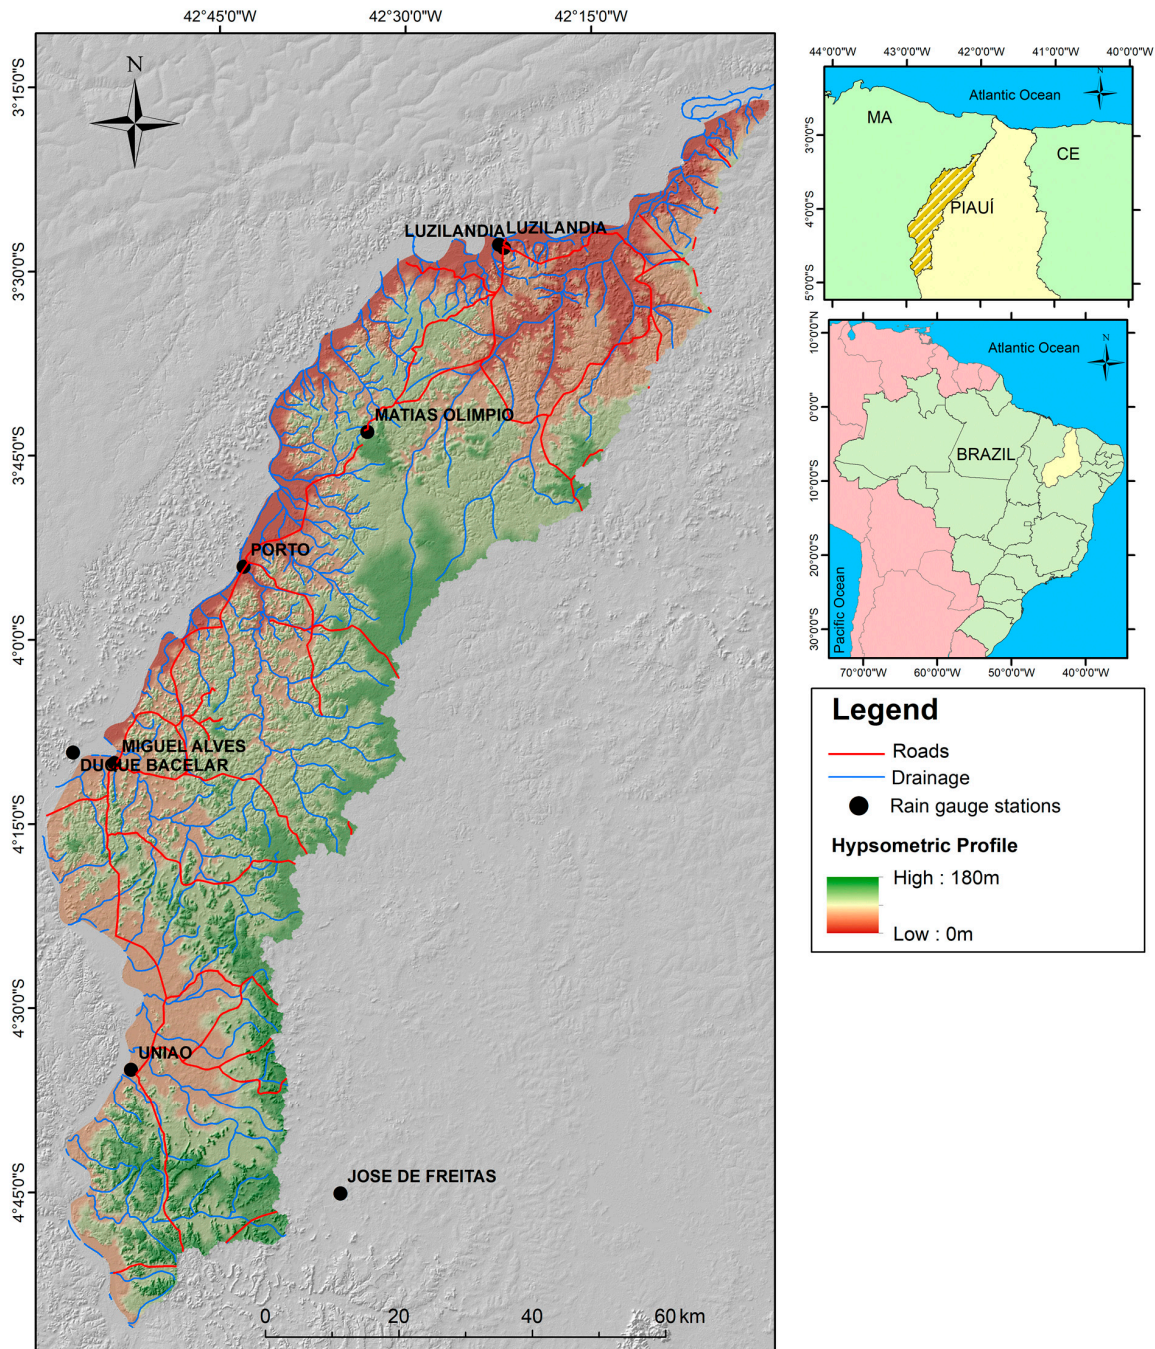 42°45'0"W
42°30'0"W
42°15'0"W
3°15'0"S
3°30'0"S
3°45'0"S
4°0'0"S
4°15'0"S
4°30'0"S
4°45'0"S
N
LUZILANDIA
LUZILANDIA
MATIAS OLIMPIO
PORTO
MIGUEL ALVES
DUQUE BACELAR
UNIAO
JOSE DE FREITAS
0 20 40 60 km
44°0'0"W 43°0'0"W 42°0'0"W 41°0'0"W 40°0'0"W
3°0'0"S
4°0'0"S
5°0'0"S
Atlantic Ocean
N
MA
CE
PIAUÍ
10°0'0"N
0°0'0"
10°0'0"S
20°0'0"S
30°0'0"S
Atlantic Ocean
N
BRAZIL
Pacific Ocean
70°0'0"W 60°0'0"W 50°0'0"W 40°0'0"W
Legend
Roads
Drainage
Rain gauge stations
Hypsometric Profile
High : 180m
Low : 0m